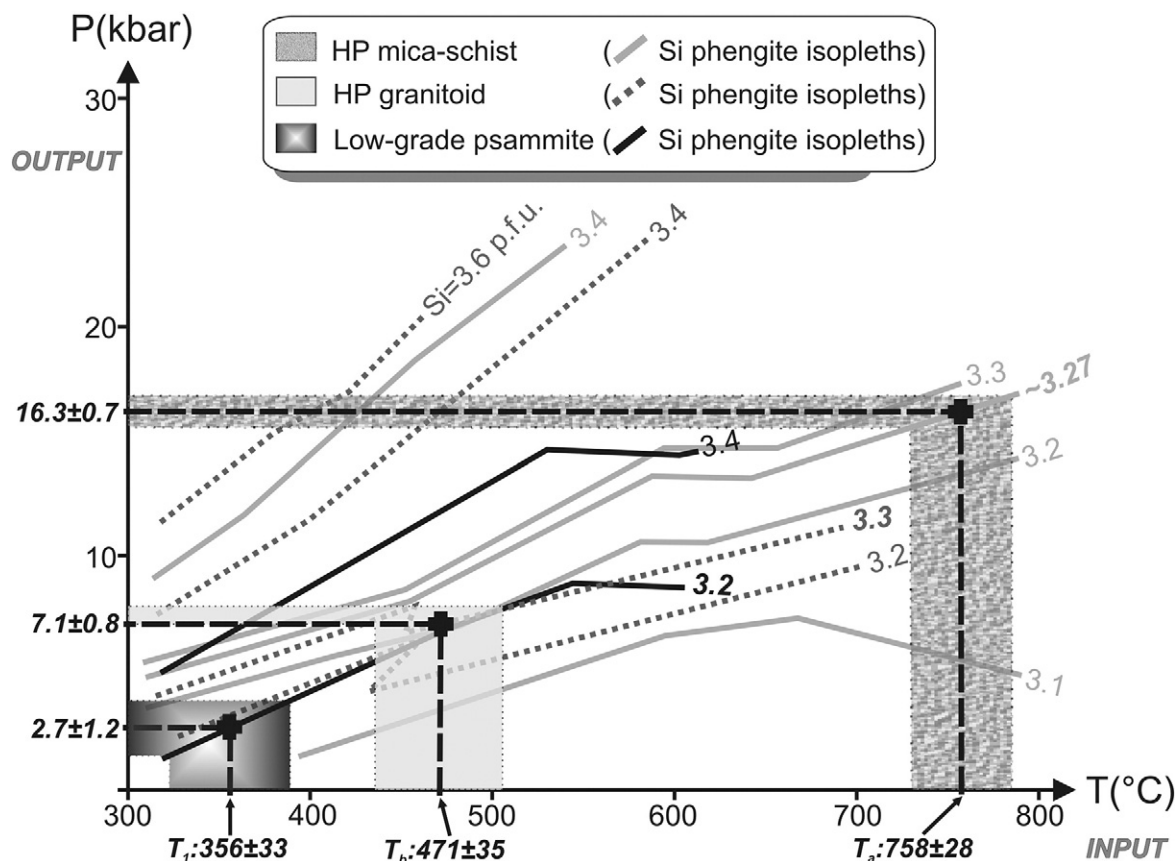 P(kbar)
HP mica-schist ( Si phengite isopleths)
HP granitoid ( Si phengite isopleths)
Low-grade psammite ( Si phengite isopleths)
30
OUTPUT
Si=3.6 p.f.u.
3.4
3.4
20
3.3
~3.27
16.3±0.7
3.4
3.2
10
3.3
3.2
3.2
7.1±0.8
3.1
2.7±1.2
300
400
500
600
700
800
T(°C)
T1:356±33
Tb:471±35
Ta:758±28
INPUT